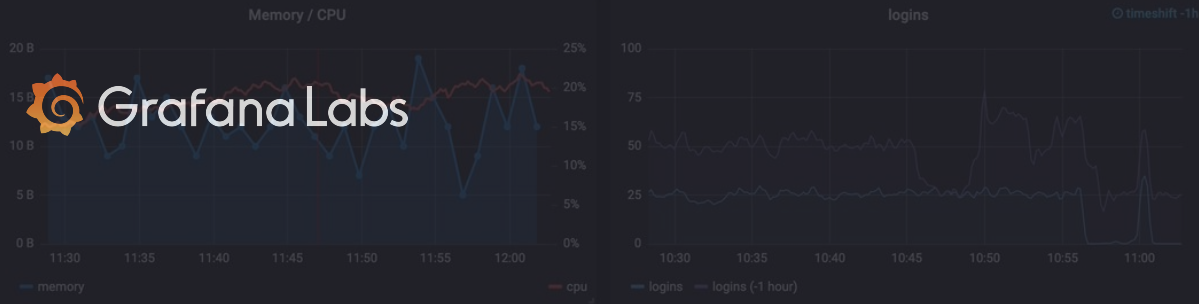 Memory / CPU
20 B
15 B
10 B
5 B
0 B
25%
20%
15%
10%
5%
0%
11:30 11:35 11:40 11:45 11:50 11:55 12:00
memory cpu
Grafana Labs
logins
timeshift -1h
100
75
50
25
0
10:30 10:35 10:40 10:45 10:50 10:55 11:00
logins logins (-1 hour)